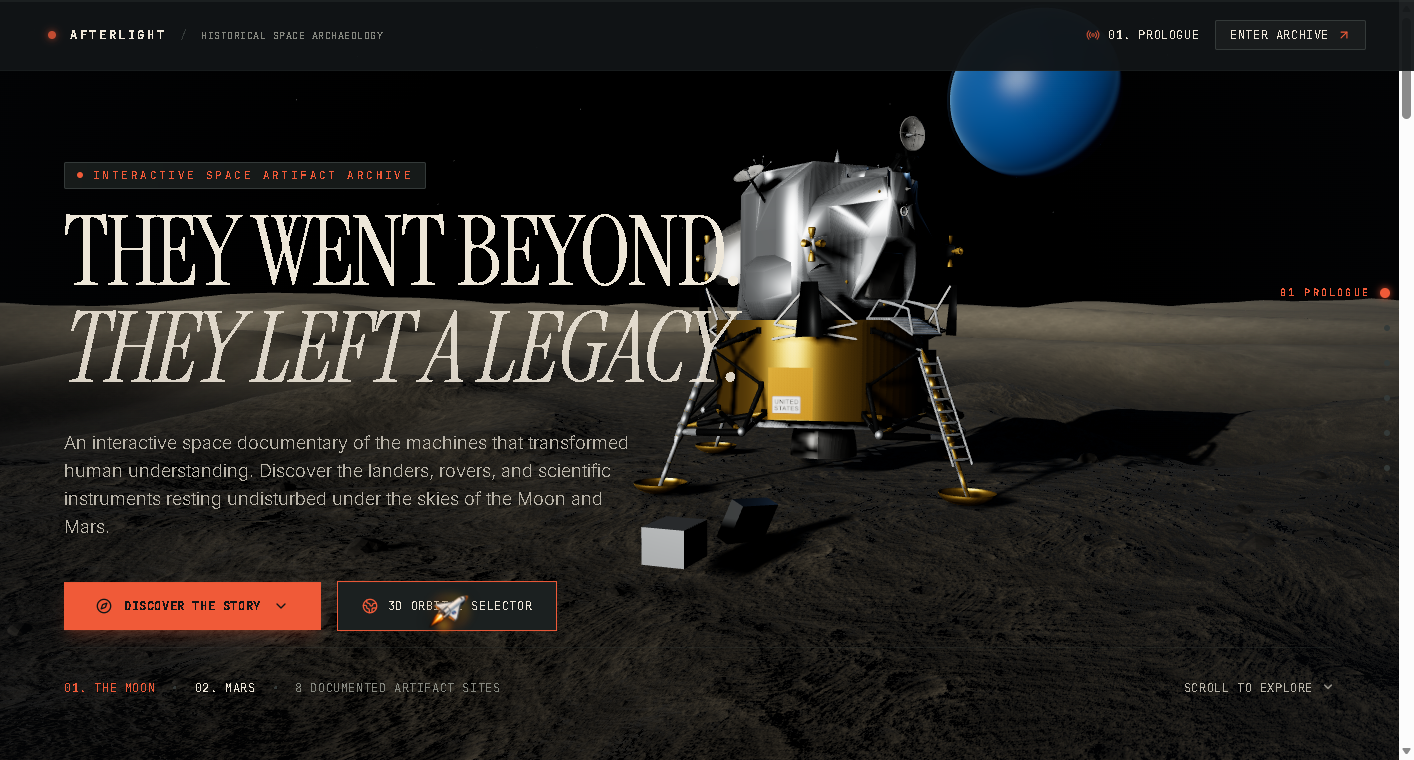 AFTERLIGHT / HISTORICAL SPACE ARCHAEOLOGY
01. PROLOGUE
ENTER ARCHIVE
INTERACTIVE SPACE ARTIFACT ARCHIVE
THEY WENT BEYOND.
THEY LEFT A LEGACY.
UNITED
STATES
01 PROLOGUE
An interactive space documentary of the machines that transformed
human understanding. Discover the landers, rovers, and scientific
instruments resting undisturbed under the skies of the Moon and
Mars.
DISCOVER THE STORY
3D ORBITAL SELECTOR
01. THE MOON · 02. MARS · 8 DOCUMENTED ARTIFACT SITES
SCROLL TO EXPLORE